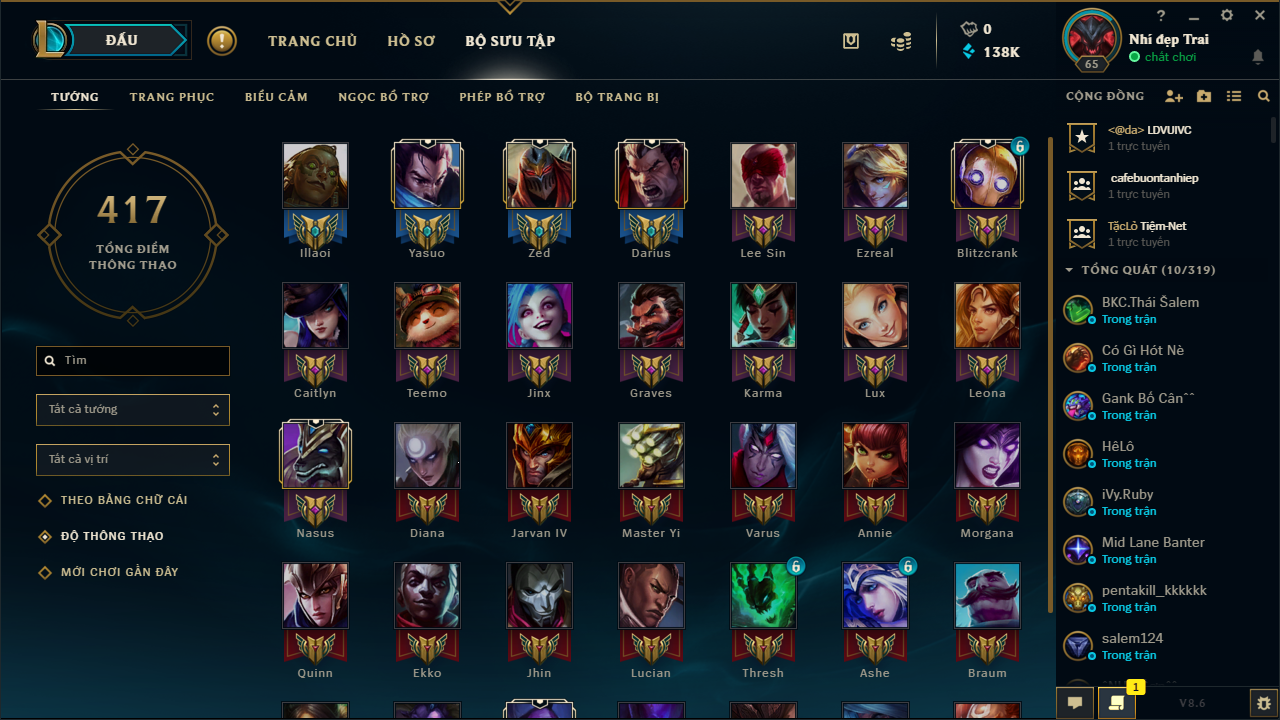 ĐẤU
!
TRANG CHỦ
HỒ SƠ
BỘ SƯU TẬP
0
138K
?
65
Nhí đẹp Trai
chất chơi
TƯỚNG
TRANG PHỤC
BIỂU CẢM
NGỌC BỔ TRỢ
PHÉP BỔ TRỢ
BỘ TRANG BỊ
CỘNG ĐỒNG
417
TỔNG ĐIỂM
THÔNG THẠO
Tìm
Tất cả tướng
Tất cả vị trí
THEO BẢNG CHỮ CÁI
ĐỘ THÔNG THẠO
MỚI CHƠI GẦN ĐÂY
6
Illaoi
Yasuo
Zed
Darius
Lee Sin
Ezreal
Blitzcrank
Caitlyn
Teemo
Jinx
Graves
Karma
Lux
Leona
Nasus
Diana
Jarvan IV
Master Yi
Varus
Annie
Morgana
6
6
Quinn
Ekko
Jhin
Lucian
Thresh
Ashe
Braum
<@da> LDVUIVC
1 trực tuyến
cafebuontanhiep
1 trực tuyến
TặcLô Tiệm-Net
1 trực tuyến
TỔNG QUÁT (10/319)
BKC.Thái Šalem
Trong trận
Có Gì Hót Nè
Trong trận
Gank Bố Cânˆˆ
Trong trận
HêLô
Trong trận
iVy.Ruby
Trong trận
Mid Lane Banter
Trong trận
pentakill_kkkkkk
Trong trận
salem124
Trong trận
1
V8.6